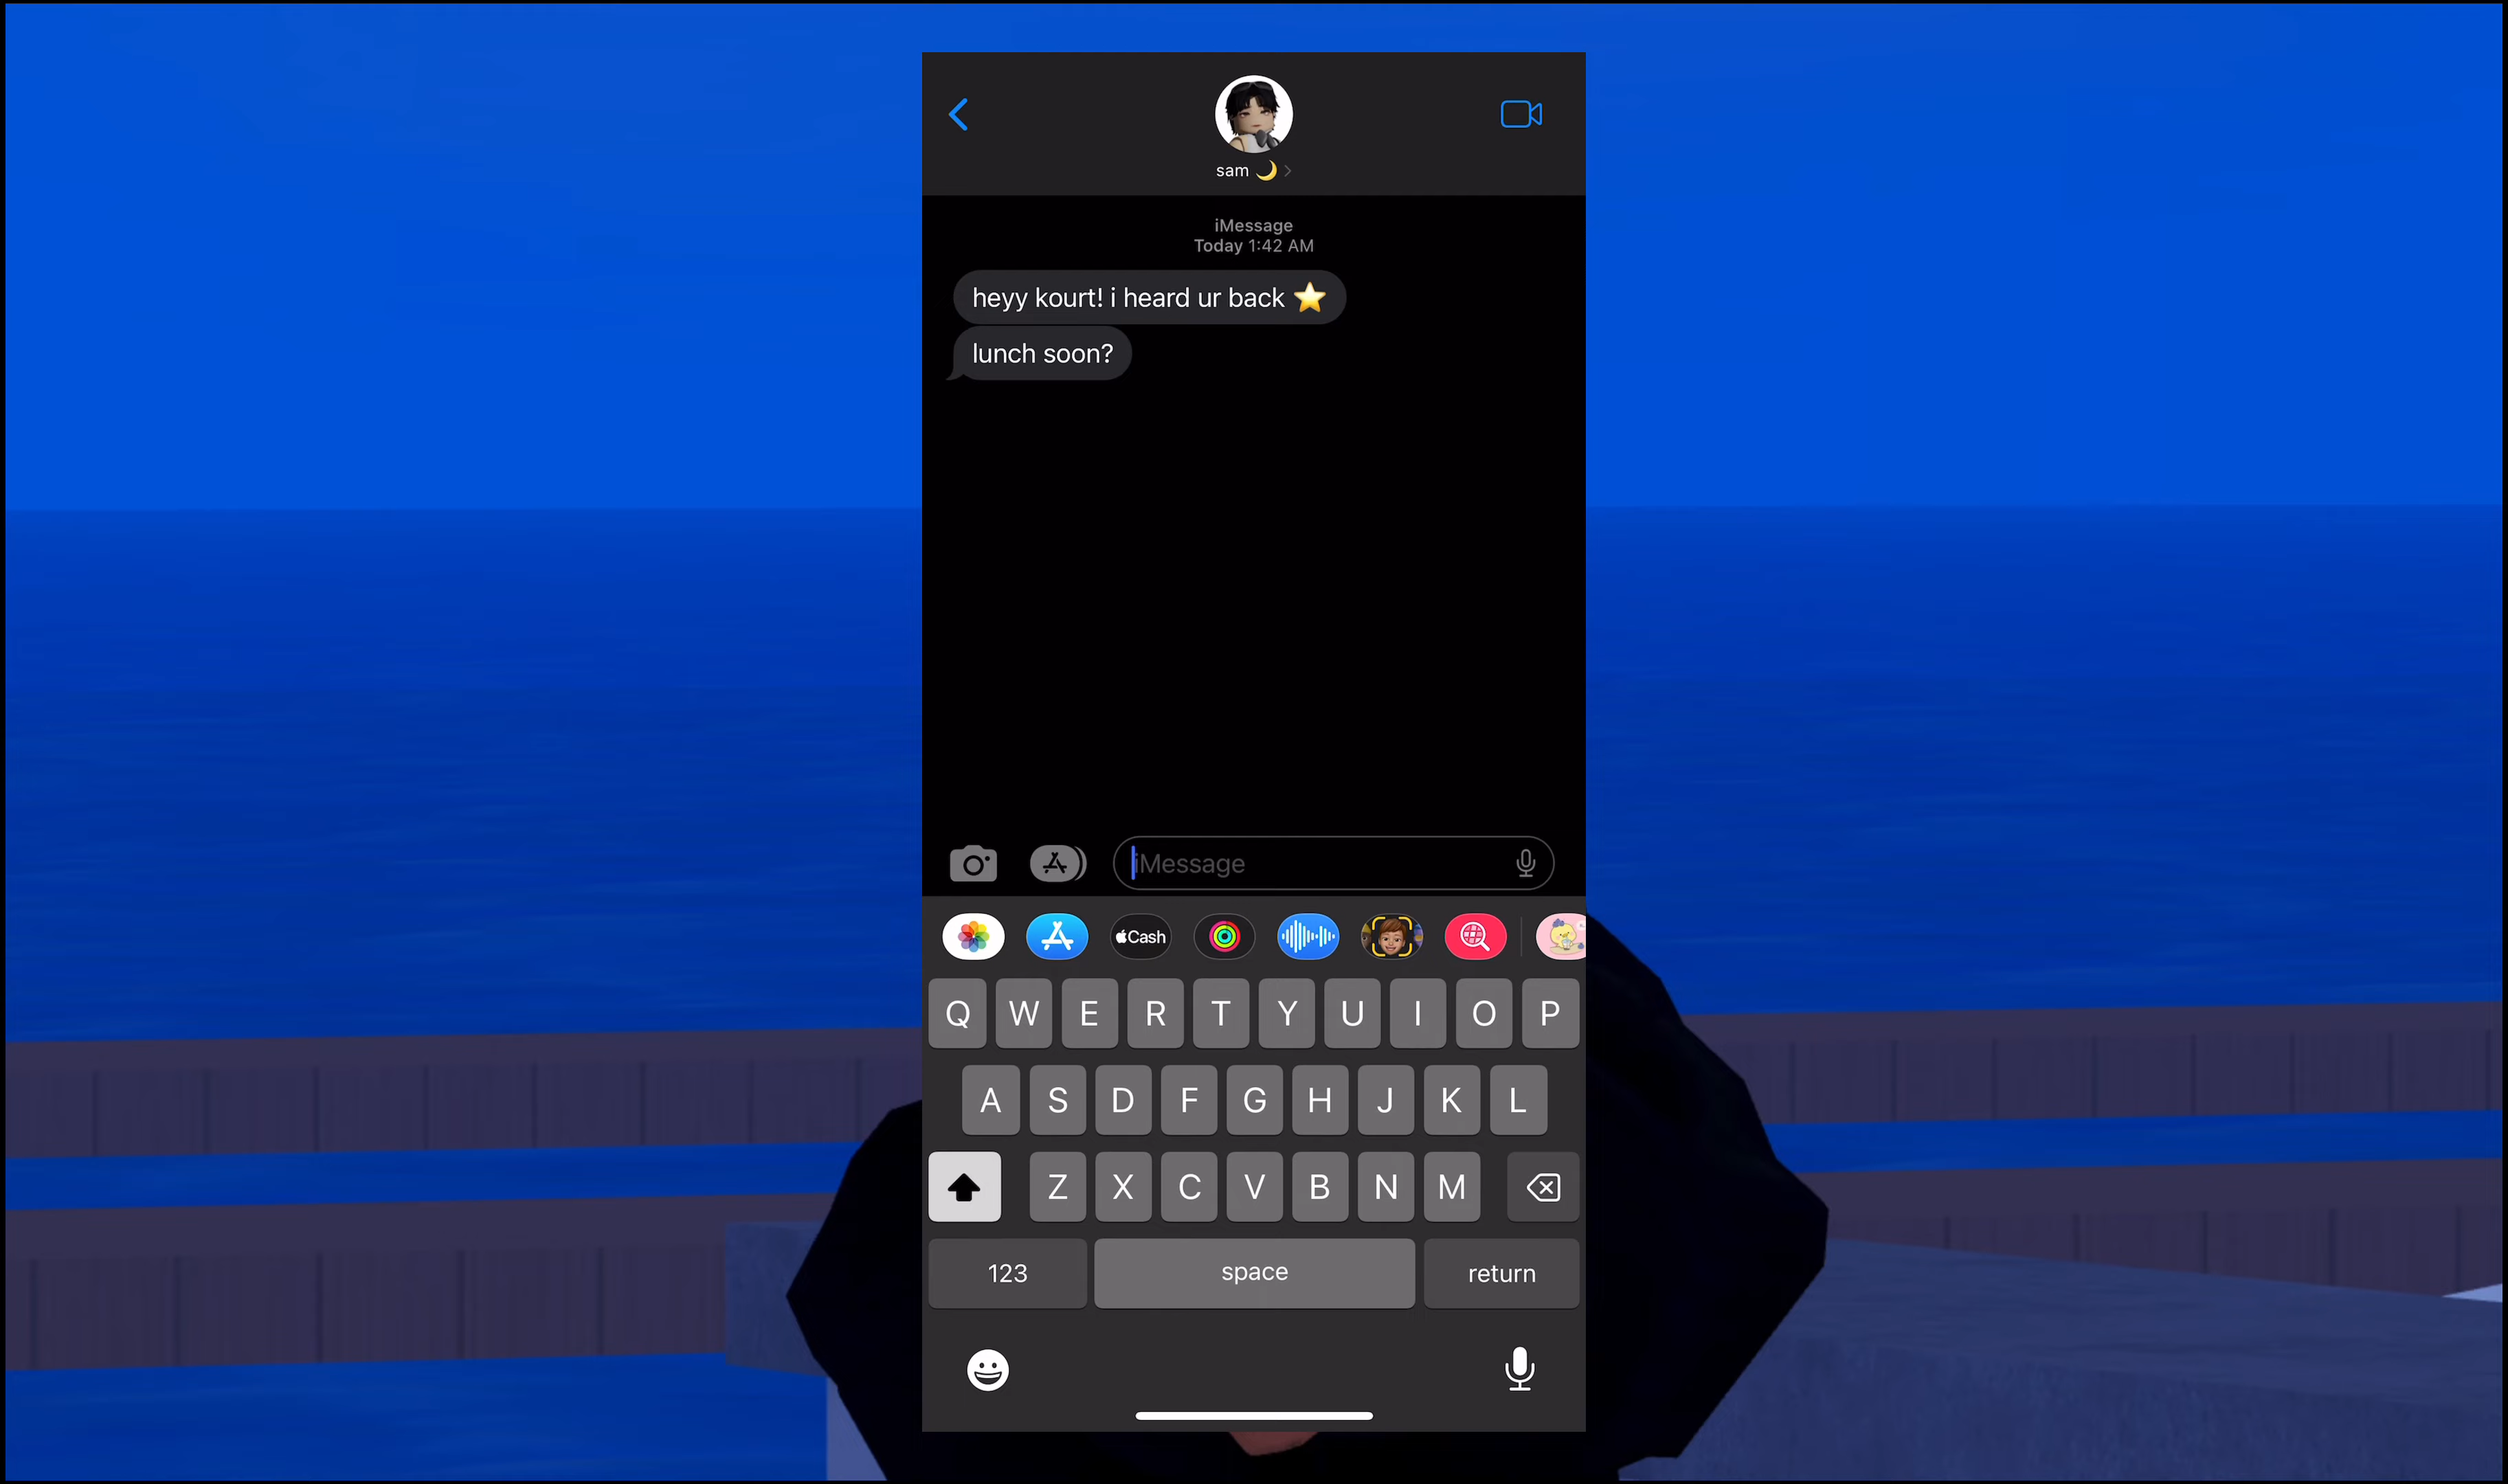 sam 🌙 >
iMessage
Today 1:42 AM
heyy kourt! i heard ur back ⭐
lunch soon?
iMessage
Cash
Q W E R T Y U I O P
A S D F G H J K L
Z X C V B N M
123 space return